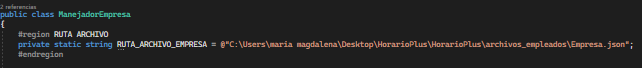 2 referencias
public class ManejadorEmpresa
{
#region RUTA ARCHIVO
private static string RUTA_ARCHIVO_EMPRESA = @"C:\Users\maria magdalena\Desktop\HorarioPlus\HorarioPlus\archivos_empleados\Empresa.json";
#endregion